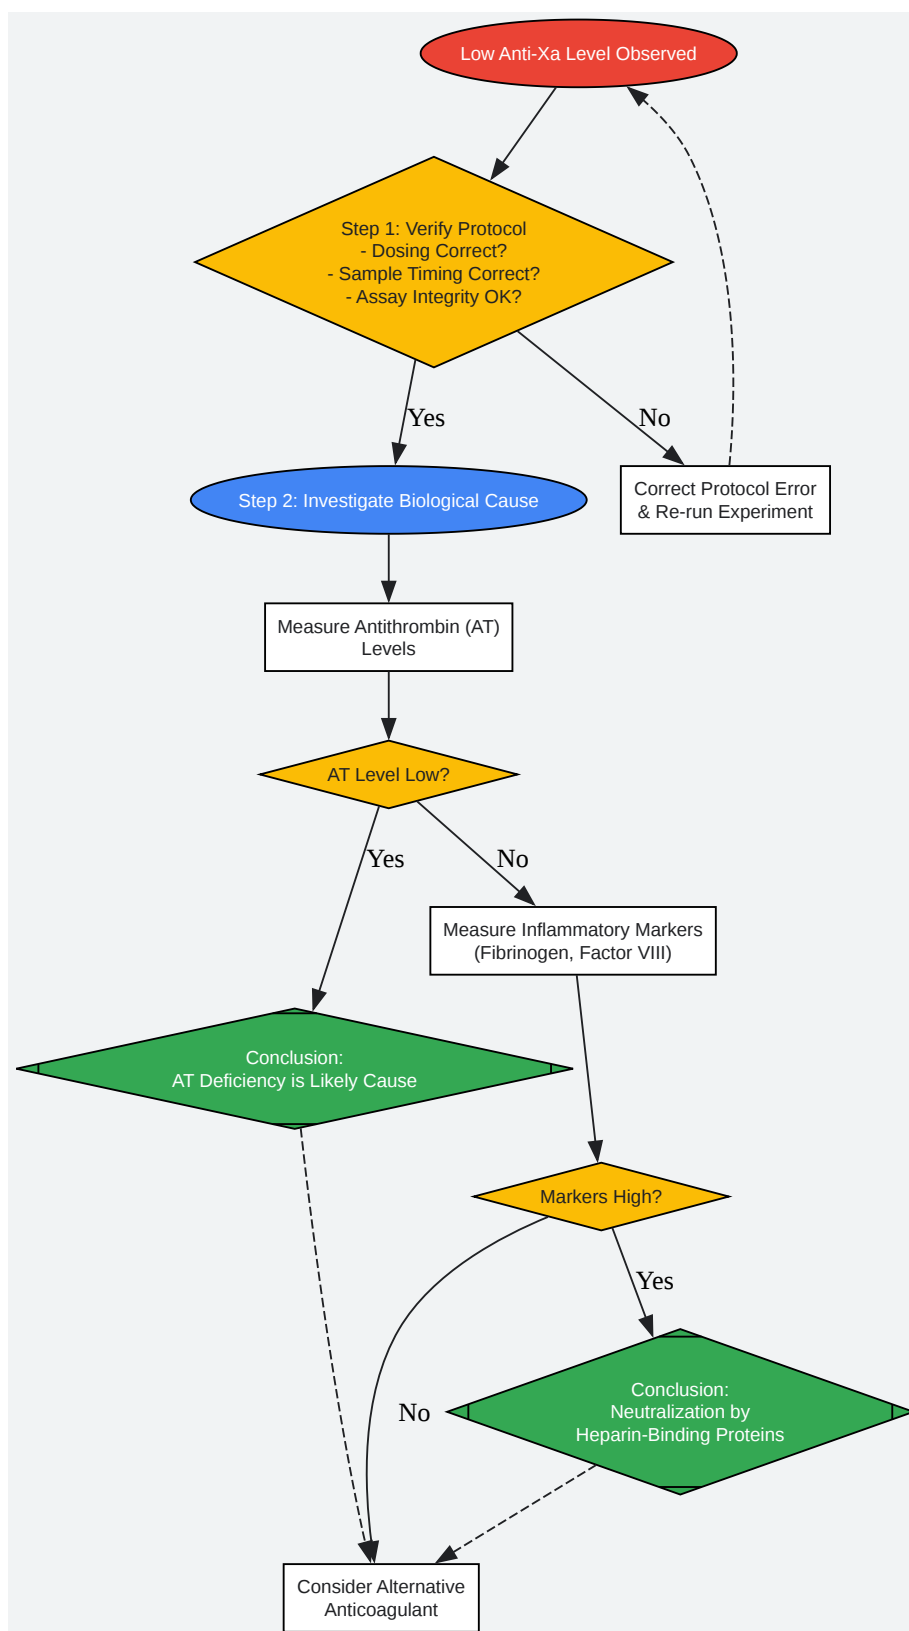 Low Anti-Xa Level Observed
Step 1: Verify Protocol
- Dosing Correct?
- Sample Timing Correct?
- Assay Integrity OK?
Yes
No
Step 2: Investigate Biological Cause
Correct Protocol Error
& Re-run Experiment
Measure Antithrombin (AT)
Levels
AT Level Low?
Yes
No
Measure Inflammatory Markers
(Fibrinogen, Factor VIII)
Conclusion:
AT Deficiency is Likely Cause
Markers High?
Yes
No
Conclusion:
Neutralization by
Heparin-Binding Proteins
Consider Alternative
Anticoagulant